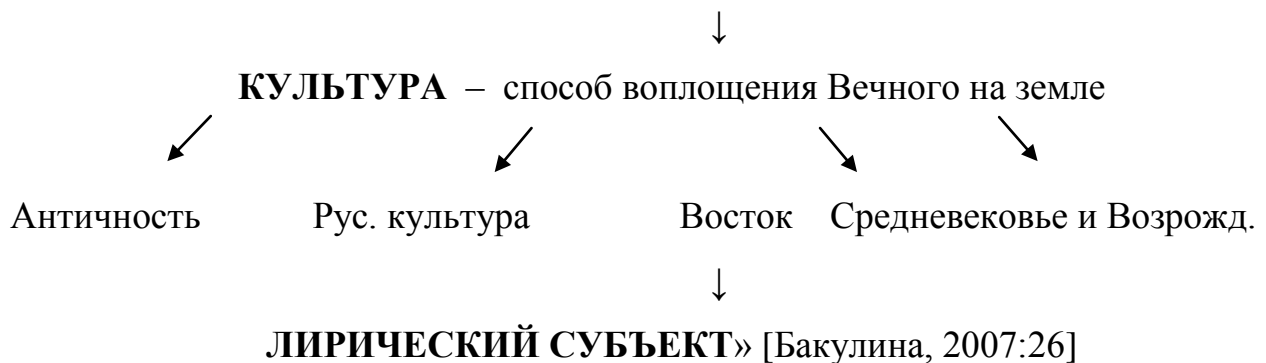 ↓
КУЛЬТУРА – способ воплощения Вечного на земле
Античность Рус. культура Восток Средневековье и Возрожд.
↓
ЛИРИЧЕСКИЙ СУБЪЕКТ» [Бакулина, 2007:26]